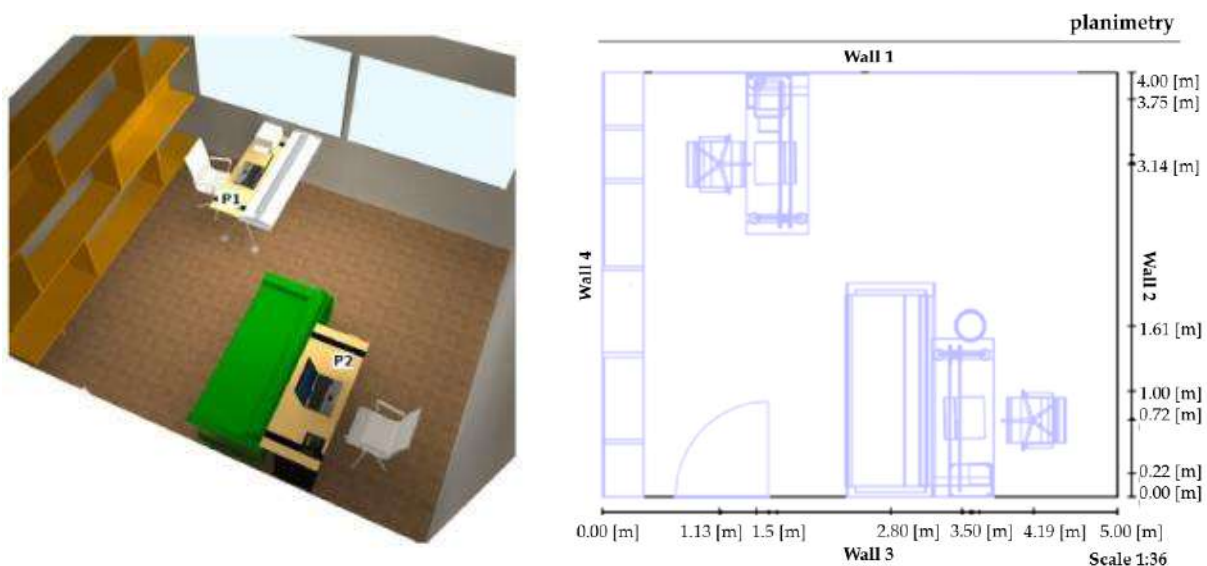 P1
P2
planimetry
Wall 1
4.00 [m]
3.75 [m]
3.14 [m]
Wall 4
Wall 2
1.61 [m]
1.00 [m]
0.72 [m]
0.22 [m]
0.00 [m]
0.00 [m] 1.13 [m] 1.5 [m] 2.80 [m] 3.50 [m] 4.19 [m] 5.00 [m]
Wall 3
Scale 1:36